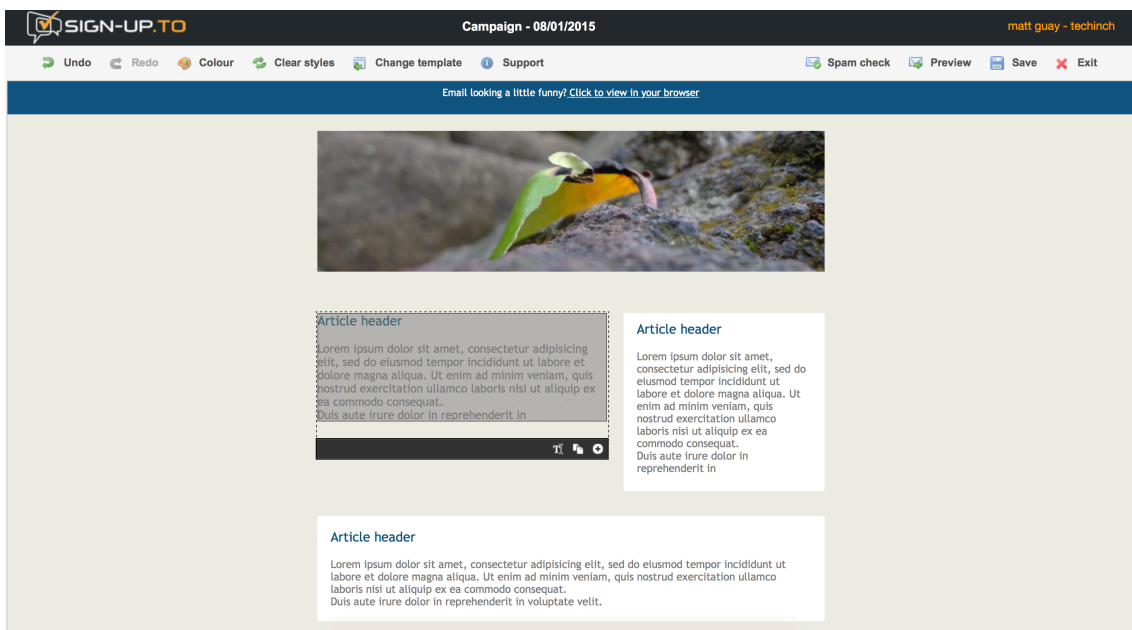 SIGN-UP.TO
Campaign - 08/01/2015
matt guay - techinch
Undo
Redo
Colour
Clear styles
Change template
Support
Spam check
Preview
Save
Exit
Email looking a little funny? Click to view in your browser
Article header
Lorem ipsum dolor sit amet, consectetur adipisicing
elit, sed do eiusmod tempor incididunt ut labore et
dolore magna aliqua. Ut enim ad minim veniam, quis
nostrud exercitation ullamco laboris nisi ut aliquip ex
ea commodo consequat.
Duis aute irure dolor in reprehenderit in
Article header
Lorem ipsum dolor sit amet,
consectetur adipisicing elit, sed do
eiusmod tempor incididunt ut
labore et dolore magna aliqua. Ut
enim ad minim veniam, quis
nostrud exercitation ullamco
laboris nisi ut aliquip ex ea
commodo consequat.
Duis aute irure dolor in
reprehenderit in
Article header
Lorem ipsum dolor sit amet, consectetur adipisicing elit, sed do eiusmod tempor incididunt ut
labore et dolore magna aliqua. Ut enim ad minim veniam, quis nostrud exercitation ullamco
laboris nisi ut aliquip ex ea commodo consequat.
Duis aute irure dolor in reprehenderit in voluptate velit.